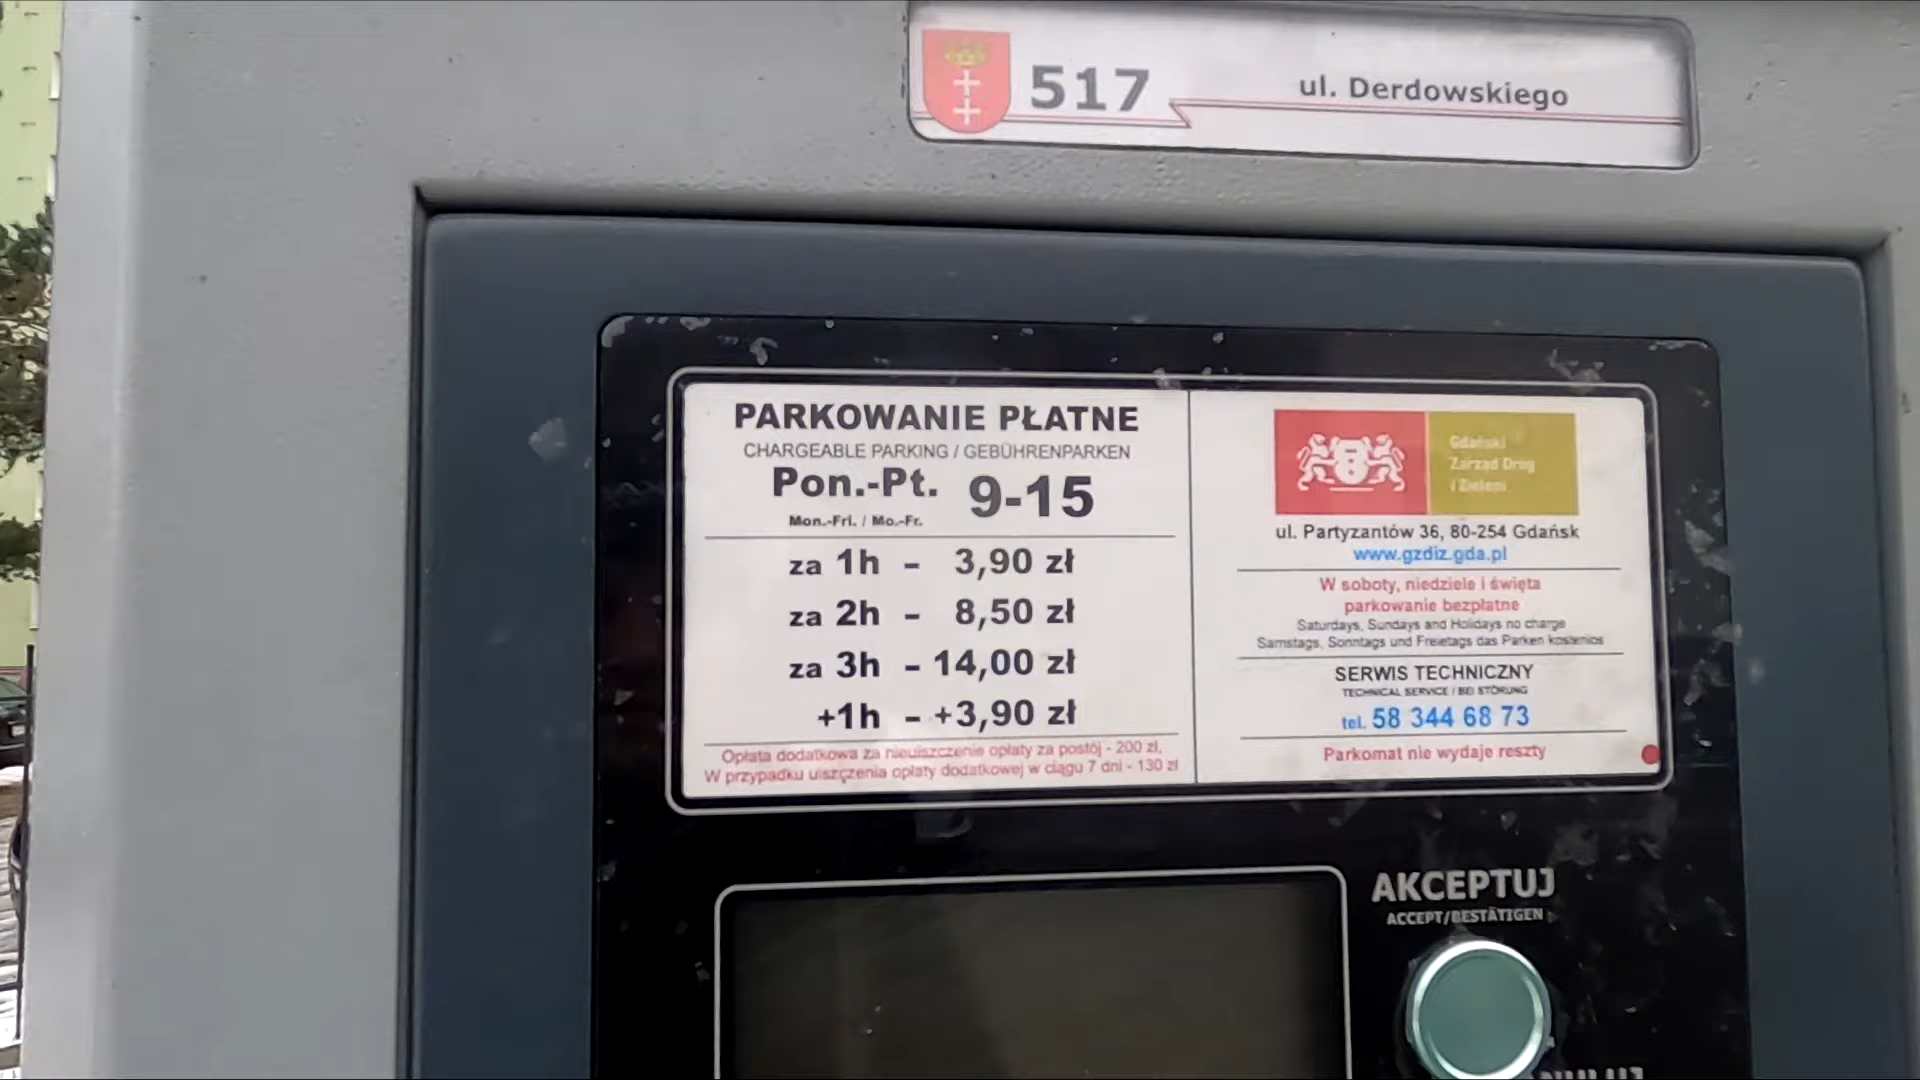 517 ul. Derdowskiego
PARKOWANIE PŁATNE
CHARGEABLE PARKING / GEBÜHRENPARKEN
Pon.-Pt. 9-15
Mon.-Fri. / Mo.-Fr.
za 1h - 3,90 zł
za 2h - 8,50 zł
za 3h - 14,00 zł
+1h - +3,90 zł
Opłata dodatkowa za nieuiszczenie opłaty za postój - 200 zł,
W przypadku uiszczenia opłaty dodatkowej w ciągu 7 dni - 130 zł
Gdański
Zarząd Dróg
i Zieleni
ul. Partyzantów 36, 80-254 Gdańsk
www.gzdiz.gda.pl
W soboty, niedziele i święta
parkowanie bezpłatne
Saturdays, Sundays and Holidays no charge
Samstags, Sonntags und Freietags das Parken kostenlos
SERWIS TECHNICZNY
TECHNICAL SERVICE / BEI STÖRUNG
tel. 58 344 68 73
Parkomat nie wydaje reszty
AKCEPTUJ
ACCEPT/BESTÄTIGEN